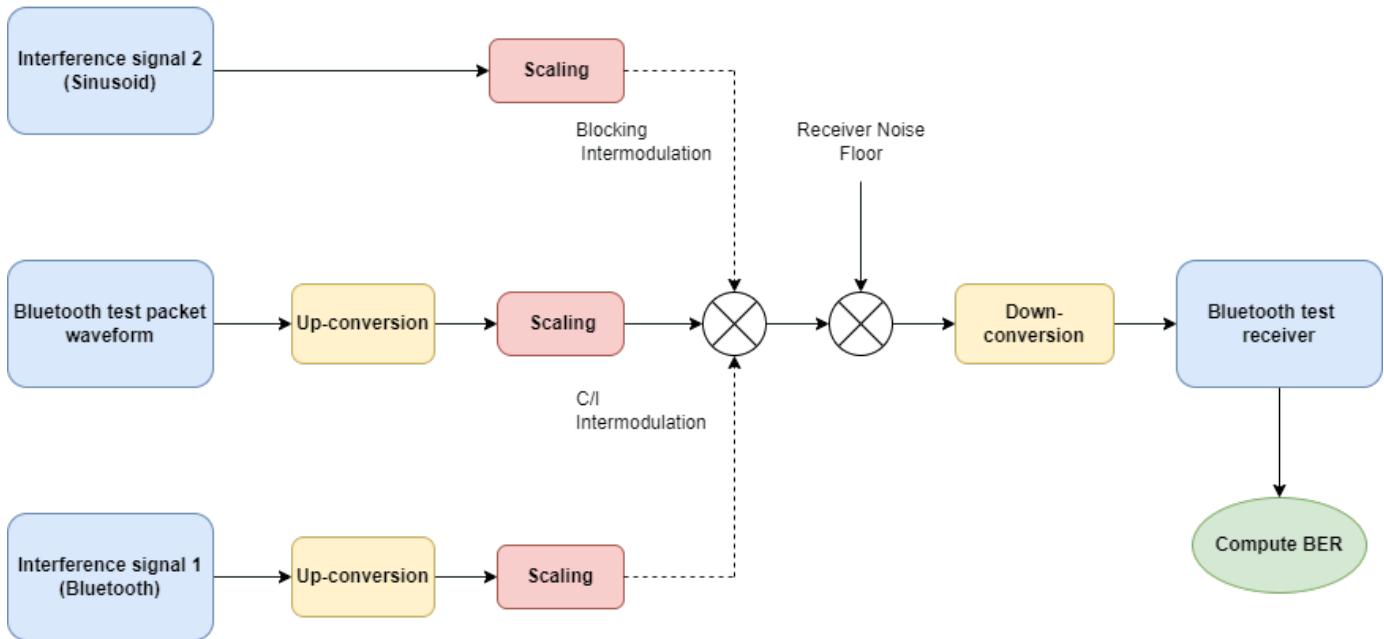 Interference signal 2
(Sinusoid)
Scaling
Blocking
Intermodulation
Receiver Noise
Floor
Bluetooth test packet
waveform
Up-conversion
Scaling
Down-
conversion
Bluetooth test
receiver
C/I
Intermodulation
Interference signal 1
(Bluetooth)
Up-conversion
Scaling
Compute BER